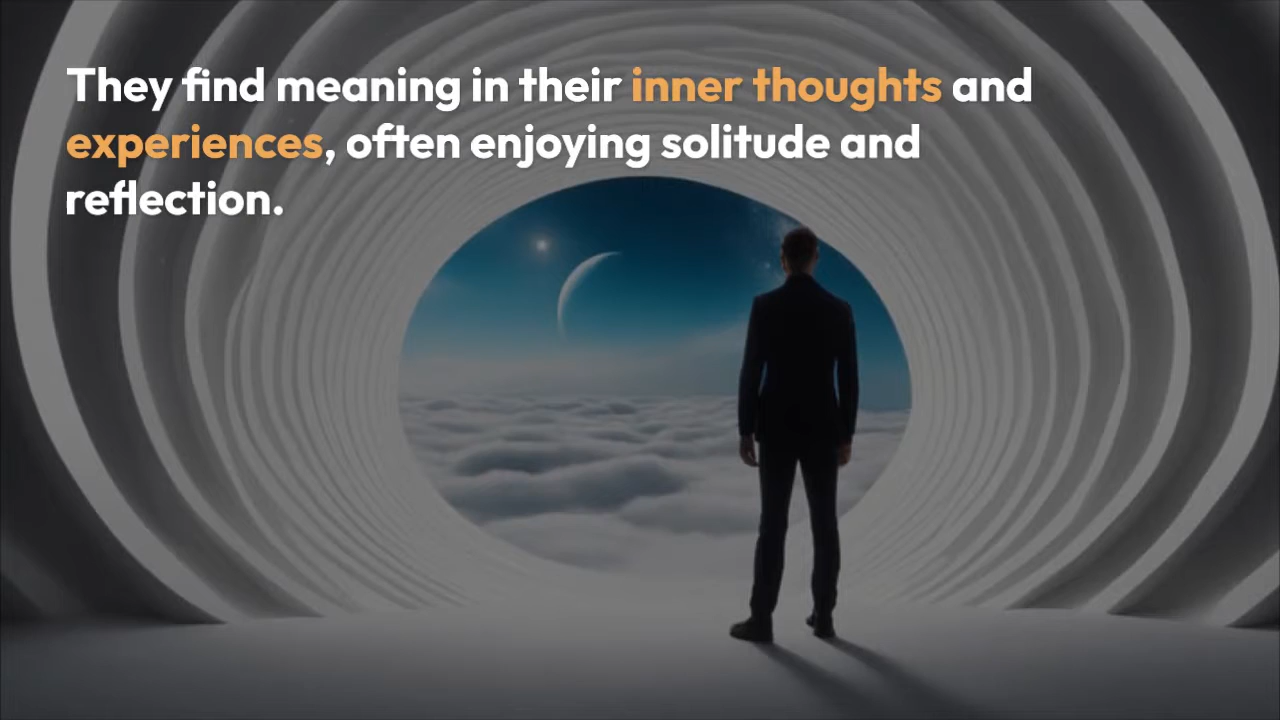 They find meaning in their inner thoughts and
experiences, often enjoying solitude and
reflection.